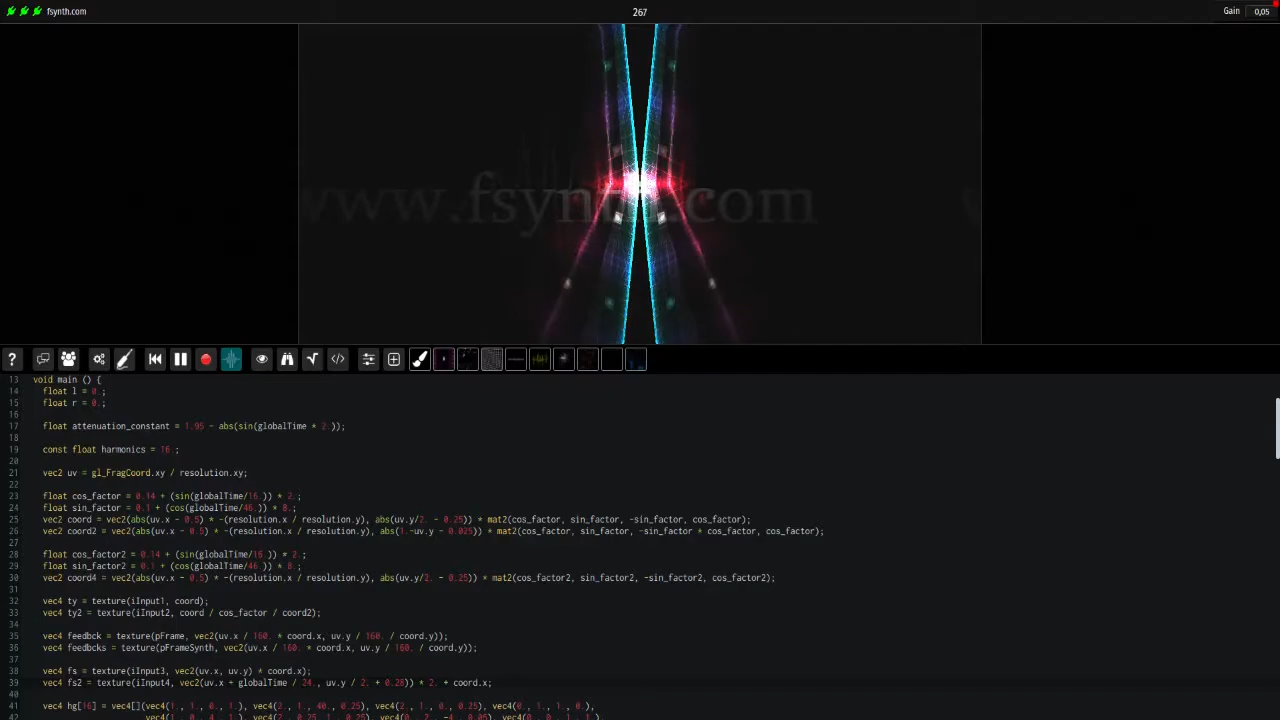 fsynth.com
267
Gain 0,05
www.fsynth.com
?
13 void main () {
14 float l = 0.;
15 float r = 0.;
16
17 float attenuation_constant = 1.95 - abs(sin(globalTime * 2.));
18
19 const float harmonics = 16.;
20
21 vec2 uv = gl_FragCoord.xy / resolution.xy;
22
23 float cos_factor = 0.14 + (sin(globalTime/16.)) * 2.;
24 float sin_factor = 0.1 + (cos(globalTime/46.)) * 8.;
25 vec2 coord = vec2(abs(uv.x - 0.5) * -(resolution.x / resolution.y), abs(uv.y/2. - 0.25)) * mat2(cos_factor, sin_factor, -sin_factor, cos_factor);
26 vec2 coord2 = vec2(abs(uv.x - 0.5) * -(resolution.x / resolution.y), abs(1.-uv.y - 0.025)) * mat2(cos_factor, sin_factor, -sin_factor * cos_factor, cos_factor);
27
28 float cos_factor2 = 0.14 + (sin(globalTime/16.)) * 2.;
29 float sin_factor2 = 0.1 + (cos(globalTime/46.)) * 8.;
30 vec2 coord4 = vec2(abs(uv.x - 0.5) * -(resolution.x / resolution.y), abs(uv.y/2. - 0.25)) * mat2(cos_factor2, sin_factor2, -sin_factor2, cos_factor2);
31
32 vec4 ty = texture(iInput1, coord);
33 vec4 ty2 = texture(iInput2, coord / cos_factor / coord2);
34
35 vec4 feedbck = texture(pFrame, vec2(uv.x / 160. * coord.x, uv.y / 160. / coord.y));
36 vec4 feedbcks = texture(pFrameSynth, vec2(uv.x / 160. * coord.x, uv.y / 160. / coord.y));
37
38 vec4 fs = texture(iInput3, vec2(uv.x, uv.y) * coord.x);
39 vec4 fs2 = texture(iInput4, vec2(uv.x + globalTime / 24., uv.y / 2. + 0.28)) * 2. + coord.x;
40
41 vec4 hg[16] = vec4[](vec4(1., 1., 0., 1.), vec4(2., 1., 40., 0.25), vec4(2., 1., 0., 0.25), vec4(0., 1., 1., 0.),